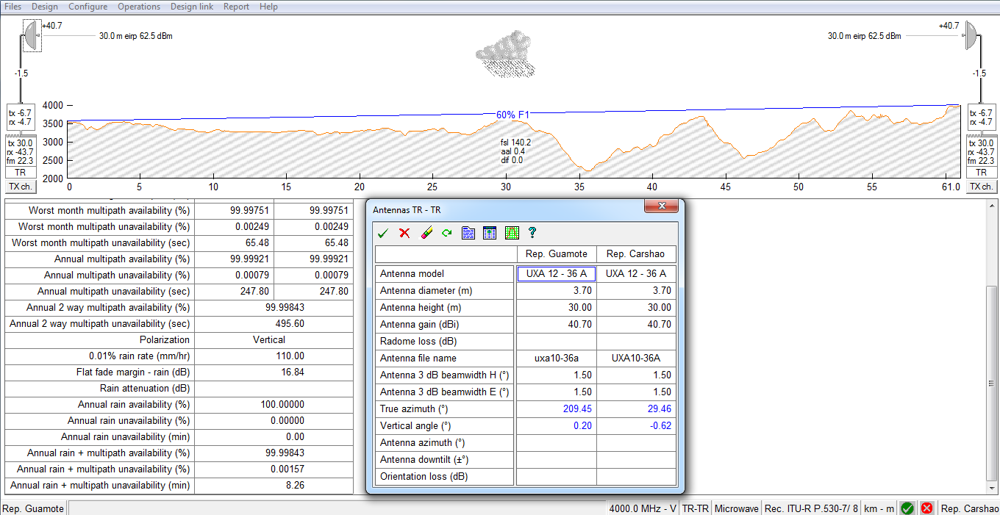 Files Design Configure Operations Design link Report Help
+40.7 +40.7
30.0 m eirp 62.5 dBm 30.0 m eirp 62.5 dBm
-1.5 -1.5
tx -6.7
rx -4.7
tx 30.0
rx -43.7
fm 22.3
TR
TX ch.
4000
3500
3000
2500
2000
60% F1
fsl 140.2
aal 0.4
dif 0.0
0 5 10 15 20 25 30 35 40 45 50 55 61.0
tx -6.7
rx -4.7
tx 30.0
rx -43.7
fm 22.3
TR
TX ch.
Worst month multipath availability (%) 99.99751 99.99751
Worst month multipath unavailability (%) 0.00249 0.00249
Worst month multipath unavailability (sec) 65.48 65.48
Annual multipath availability (%) 99.99921 99.99921
Annual multipath unavailability (%) 0.00079 0.00079
Annual multipath unavailability (sec) 247.80 247.80
Annual 2 way multipath availability (%) 99.99843
Annual 2 way multipath unavailability (sec) 495.60
Polarization Vertical
0.01% rain rate (mm/hr) 110.00
Flat fade margin - rain (dB) 16.84
Rain attenuation (dB)
Annual rain availability (%) 100.00000
Annual rain unavailability (%) 0.00000
Annual rain unavailability (min) 0.00
Annual rain + multipath availability (%) 99.99843
Annual rain + multipath unavailability (%) 0.00157
Annual rain + multipath unavailability (min) 8.26
Antennas TR - TR
Rep. Guamote Rep. Carshao
Antenna model UXA 12 - 36 A UXA 12 - 36 A
Antenna diameter (m) 3.70 3.70
Antenna height (m) 30.00 30.00
Antenna gain (dBi) 40.70 40.70
Radome loss (dB)
Antenna file name uxa10-36a UXA10-36A
Antenna 3 dB beamwidth H (°) 1.50 1.50
Antenna 3 dB beamwidth E (°) 1.50 1.50
True azimuth (°) 209.45 29.46
Vertical angle (°) 0.20 -0.62
Antenna azimuth (°)
Antenna downtilt (±°)
Orientation loss (dB)
Rep. Guamote 4000.0 MHz - V TR-TR Microwave Rec. ITU-R P.530-7/ 8 km - m Rep. Carshao